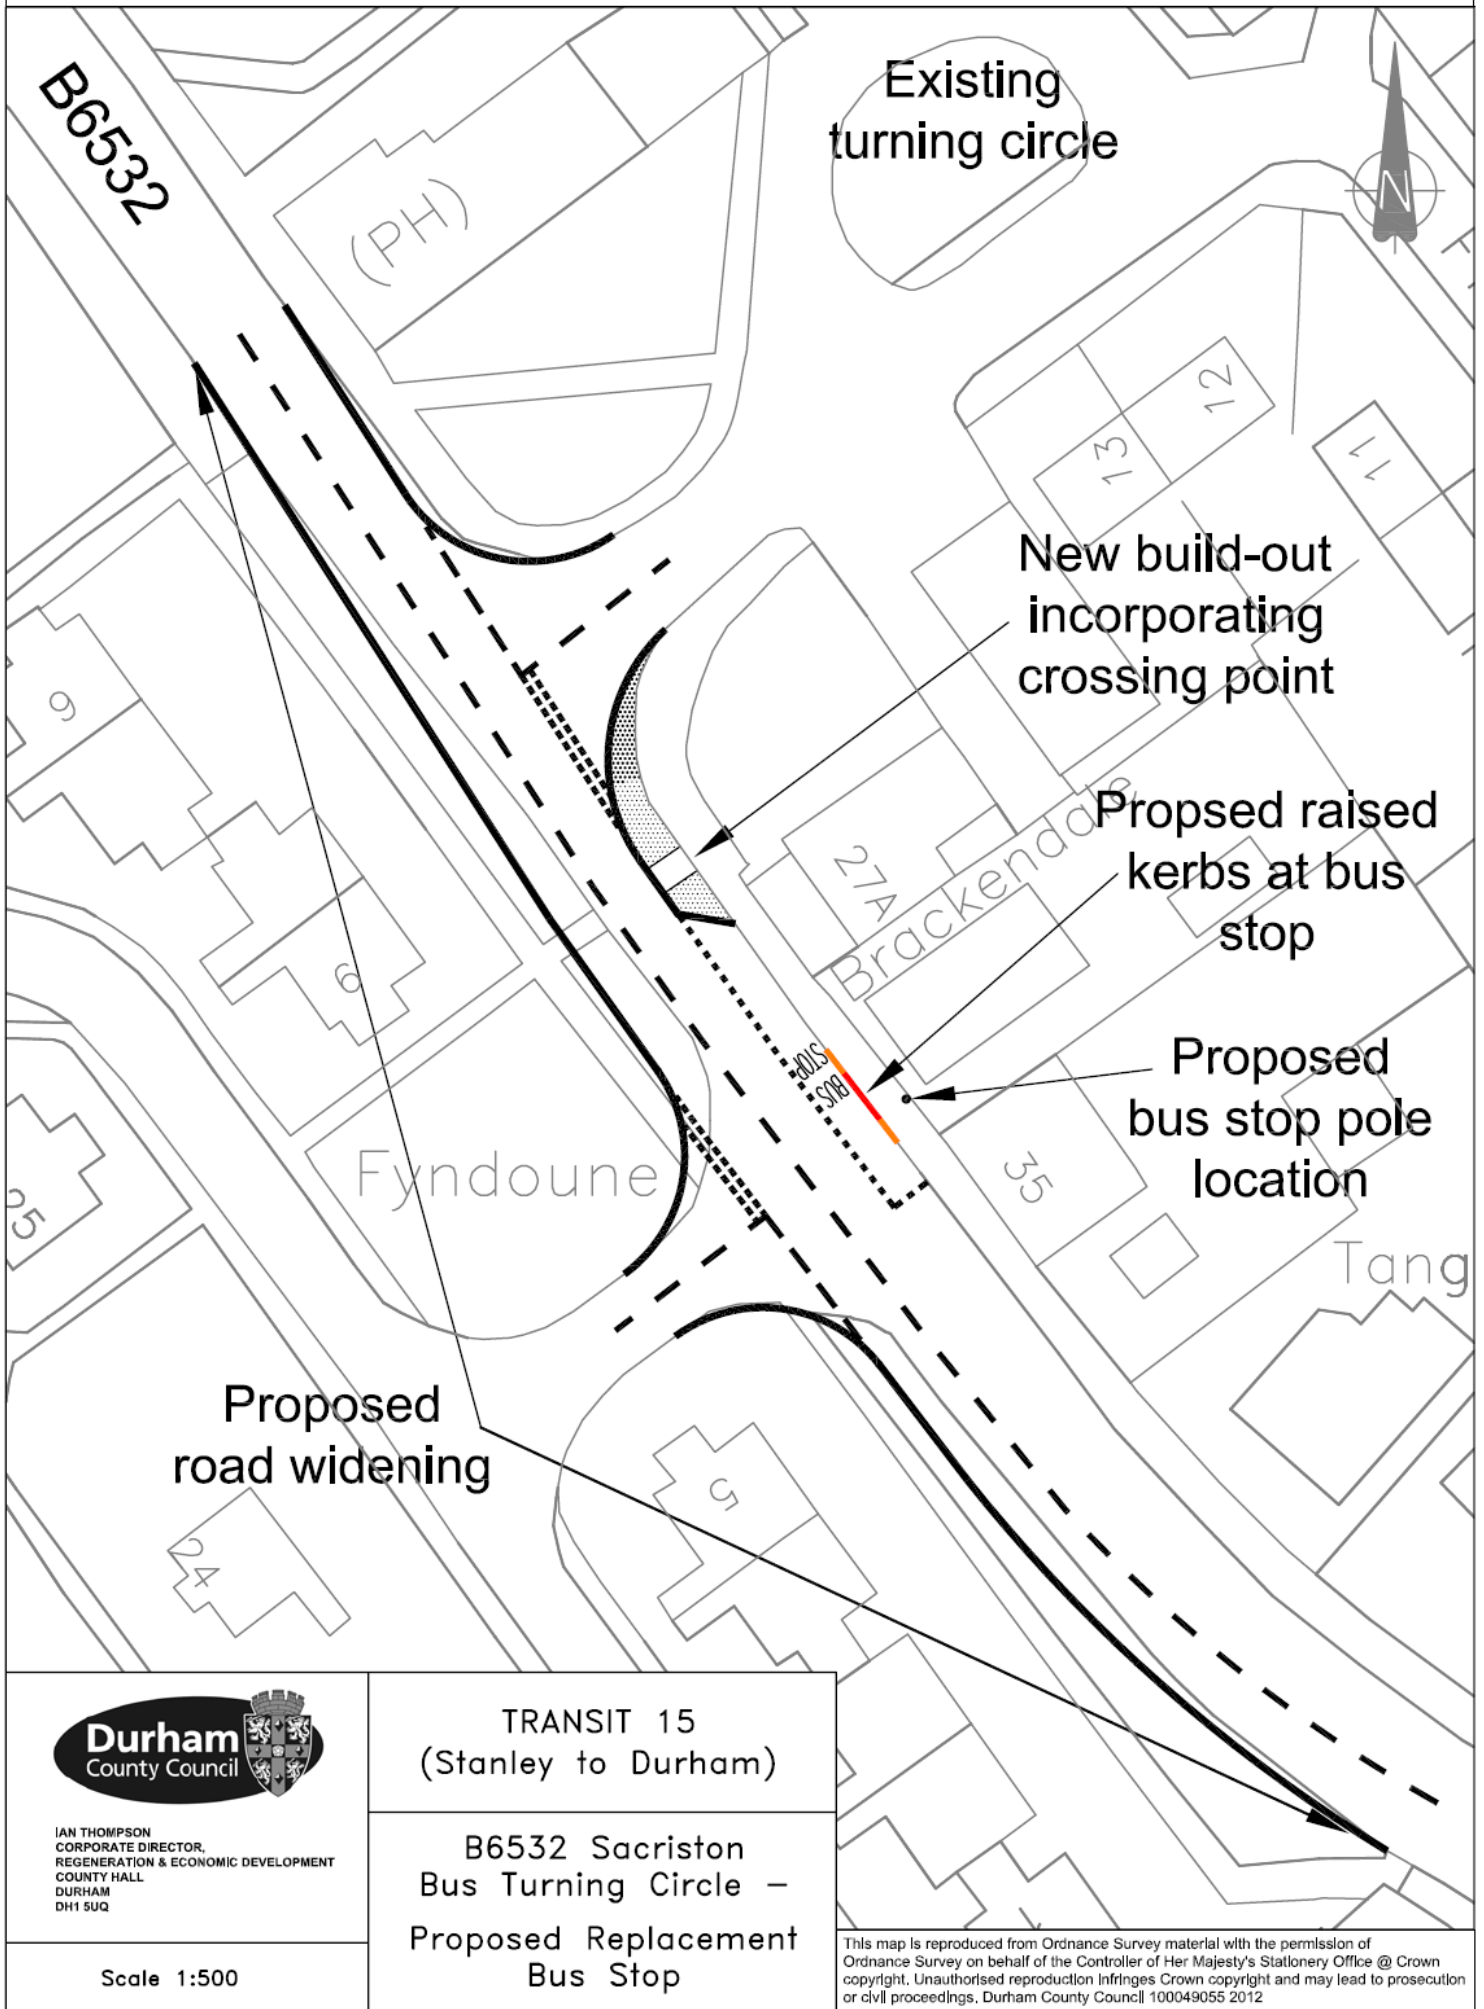 B6532
Existing
turning circle
N
(PH)
12
13
11
New build-out
incorporating
crossing point
9
Propsed raised
kerbs at bus
stop
27A
Brackendale
6
BUS
STOP
Proposed
bus stop pole
location
Fyndoune
35
25
Tang
Proposed
road widening
5
24
Durham
County Council
IAN THOMPSON
CORPORATE DIRECTOR,
REGENERATION & ECONOMIC DEVELOPMENT
COUNTY HALL
DURHAM
DH1 5UQ
Scale 1:500
TRANSIT 15
(Stanley to Durham)
B6532 Sacriston
Bus Turning Circle –
Proposed Replacement
Bus Stop
This map is reproduced from Ordnance Survey material with the permission of
Ordnance Survey on behalf of the Controller of Her Majesty's Stationery Office @ Crown
copyright. Unauthorised reproduction infringes Crown copyright and may lead to prosecution
or civil proceedings. Durham County Council 100049055 2012